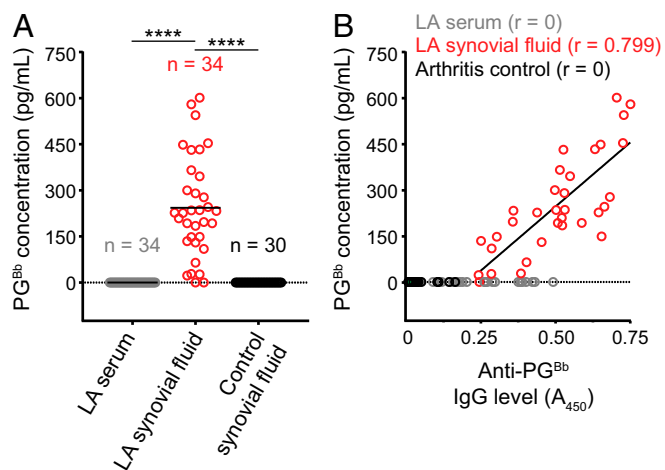 A
PG^Bb concentration (pg/mL)
750
600
450
300
150
0
****
****
n = 34
n = 34
n = 30
LA serum
LA synovial fluid
Control
synovial fluid
B
LA serum (r = 0)
LA synovial fluid (r = 0.799)
Arthritis control (r = 0)
PG^Bb concentration (pg/mL)
750
600
450
300
150
0
0
0.25
0.50
0.75
Anti-PG^Bb
IgG level (A_450)